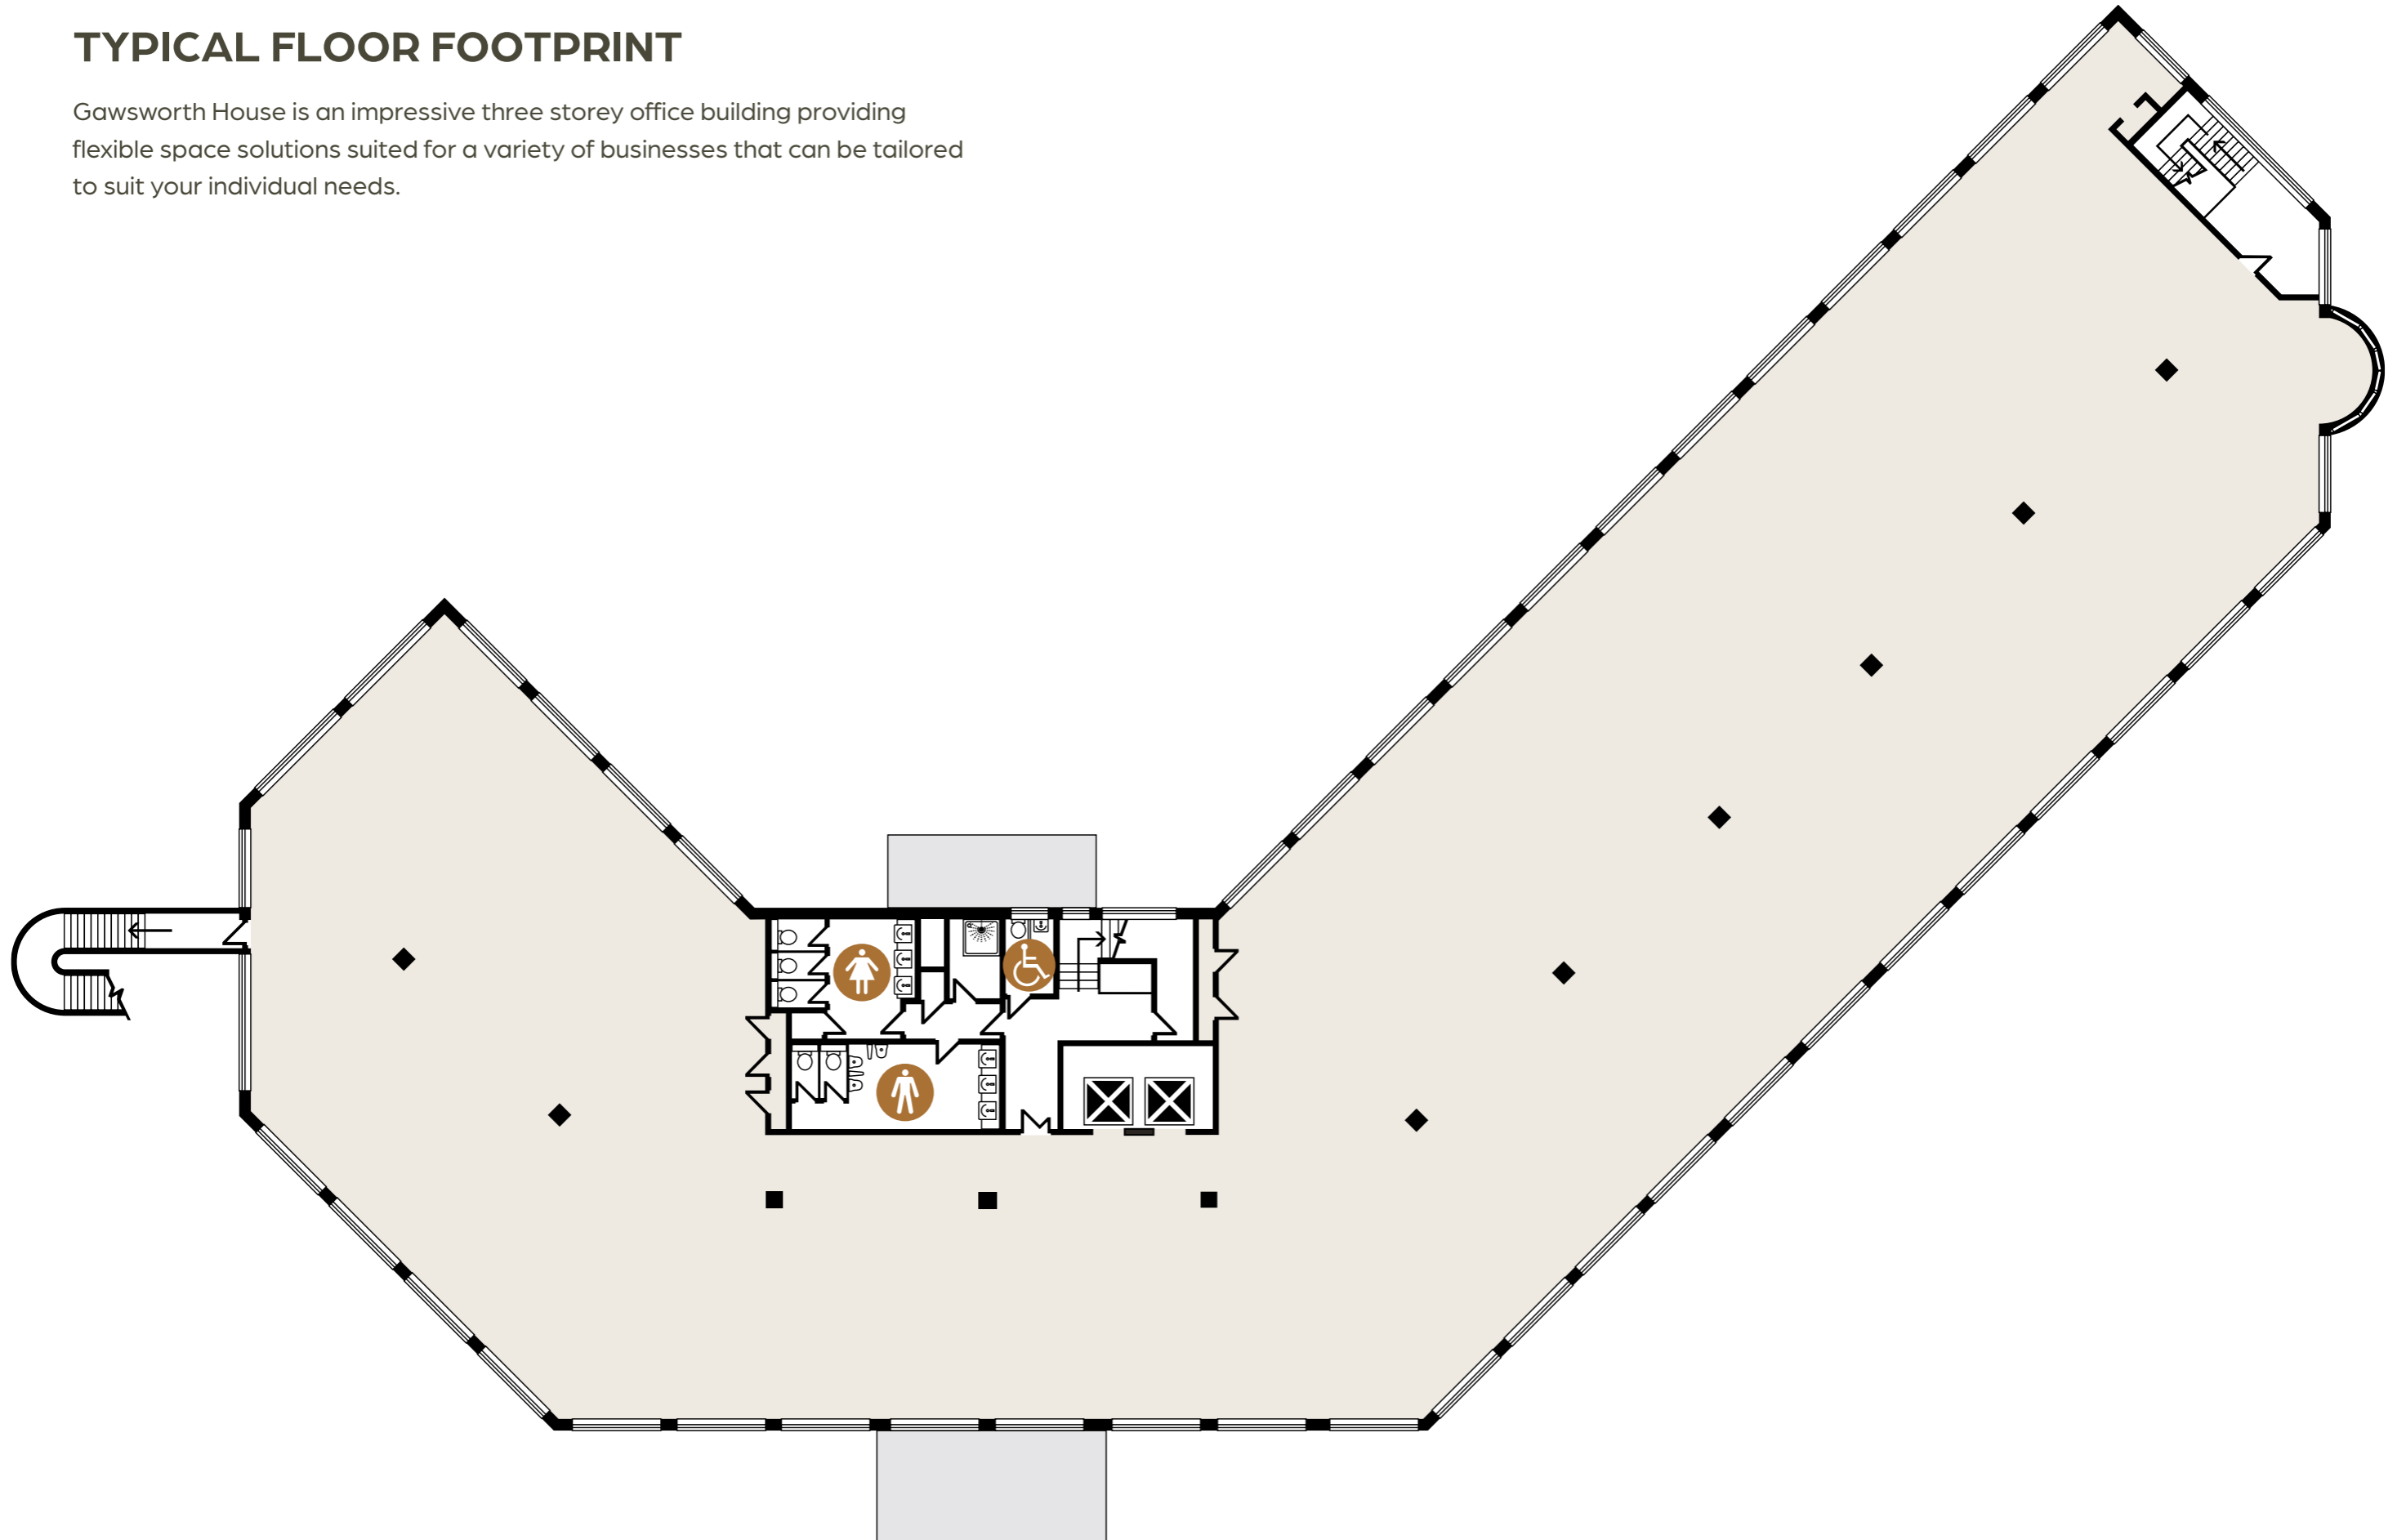 TYPICAL FLOOR FOOTPRINT
Gawsworth House is an impressive three storey office building providing
flexible space solutions suited for a variety of businesses that can be tailored
to suit your individual needs.